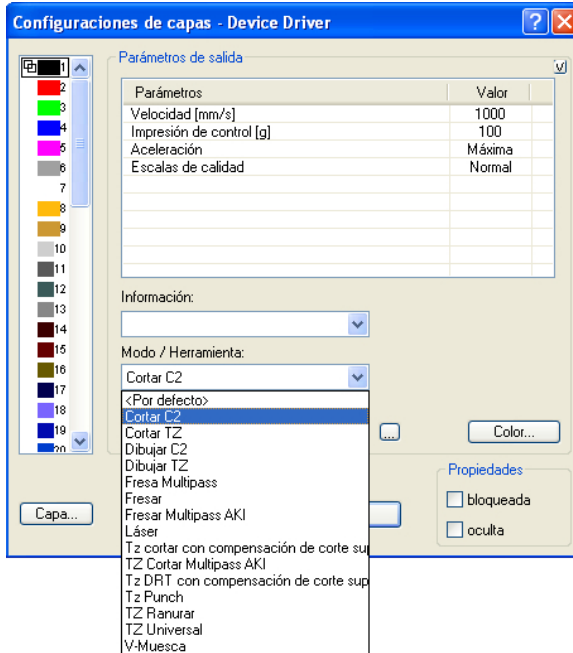 Configuraciones de capas - Device Driver
1
2
3
4
5
6
7
8
9
10
11
12
13
14
15
16
17
18
19
20
Parámetros de salida
Parámetros Valor
Velocidad [mm/s] 1000
Impresión de control [g] 100
Aceleración Máxima
Escalas de calidad Normal
Información:
Modo / Herramienta:
Cortar C2
<Por defecto>
Cortar C2
Cortar TZ
Dibujar C2
Dibujar TZ
Fresa Multipass
Fresar
Fresar Multipass AKI
Láser
Tz cortar con compensación de corte sup
TZ Cortar Multipass AKI
Tz DRT con compensación de corte sup
Tz Punch
TZ Ranurar
TZ Universal
V-Muesca
...
Color...
Propiedades
bloqueada
oculta
Capa...